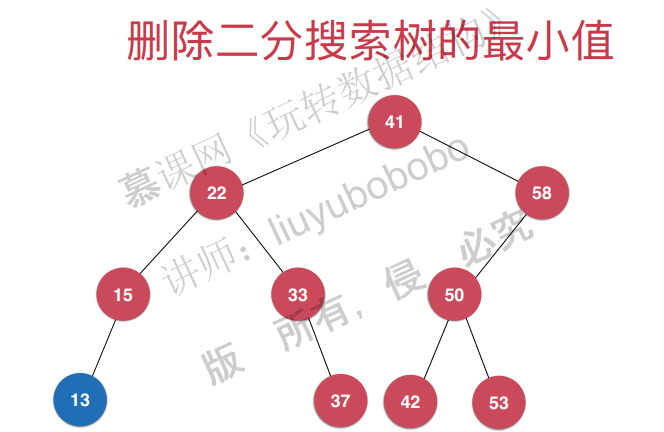 删除二分搜索树的最小值
慕课网《玩转数据结构》
讲师：liuyubobobo
版 所有，侵 必究
41
22
58
15
33
50
13
37
42
53